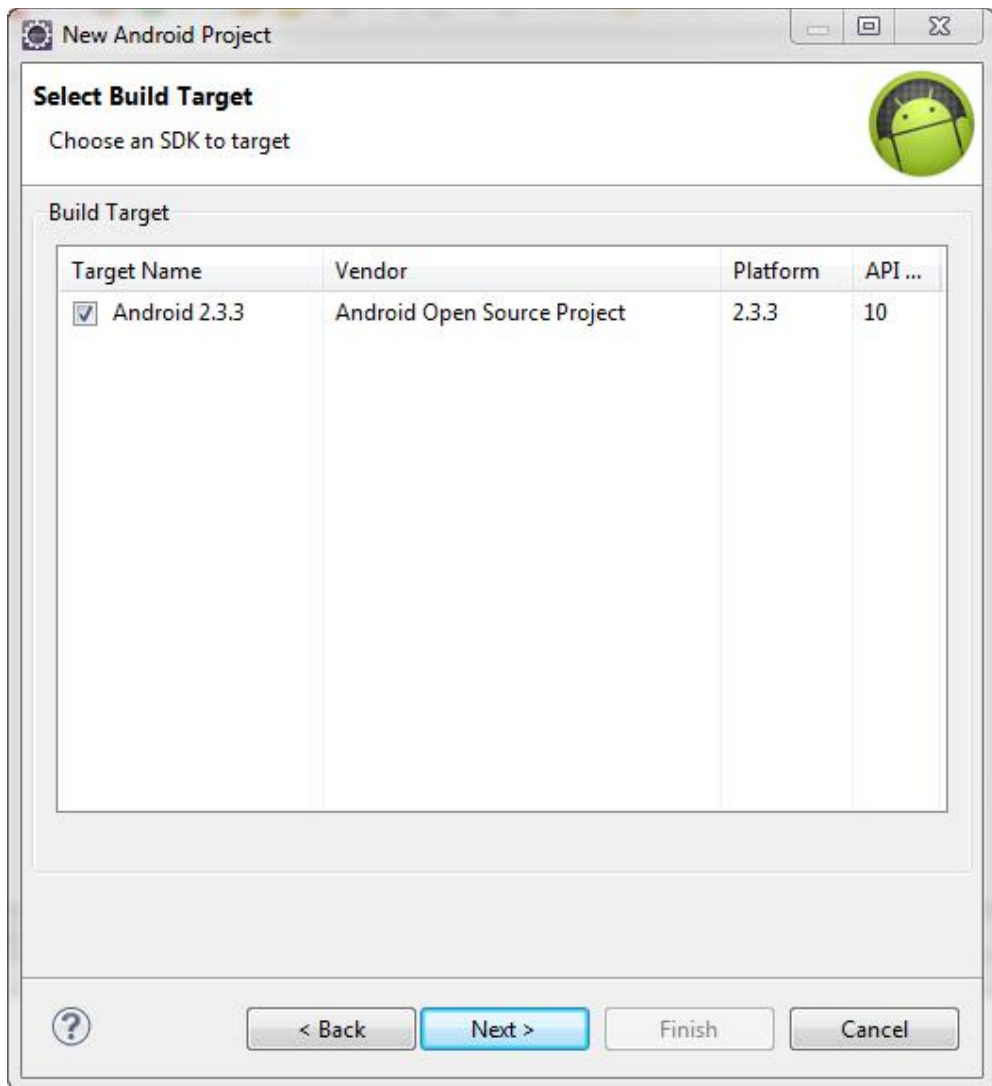 New Android Project
Select Build Target
Choose an SDK to target
Build Target
Target Name Vendor Platform API ...
Android 2.3.3 Android Open Source Project 2.3.3 10
? < Back Next > Finish Cancel